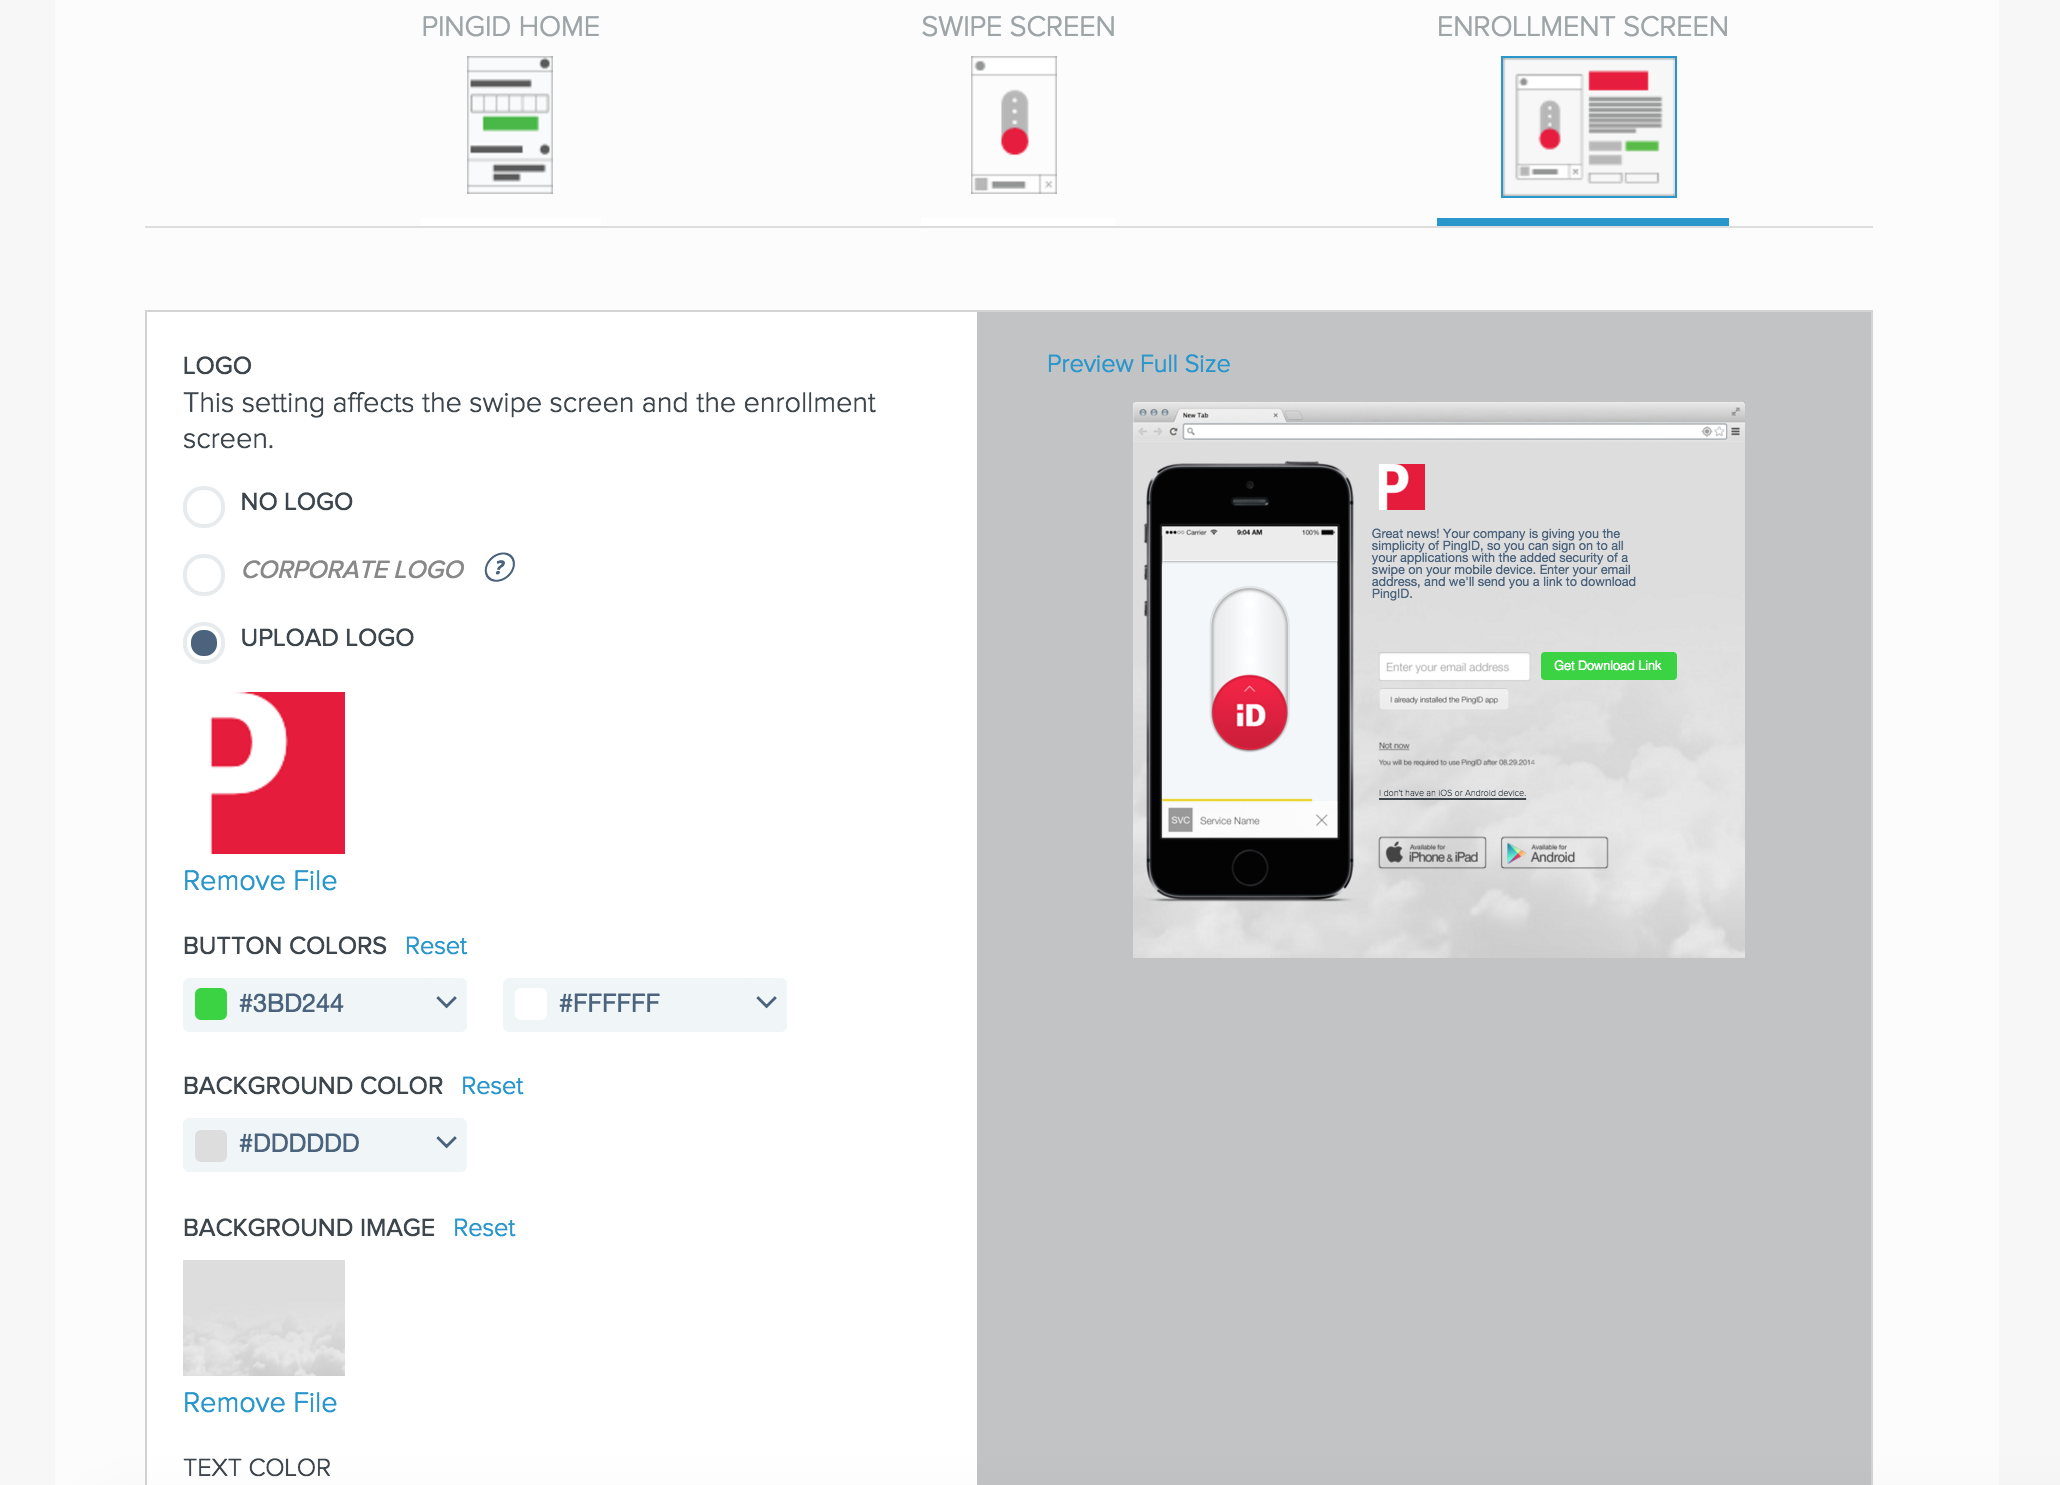 PINGID HOME
SWIPE SCREEN
ENROLLMENT SCREEN
LOGO
This setting affects the swipe screen and the enrollment
screen.
NO LOGO
CORPORATE LOGO ?
UPLOAD LOGO
P
Remove File
BUTTON COLORS Reset
#3BD244
#FFFFFF
BACKGROUND COLOR Reset
#DDDDDD
BACKGROUND IMAGE Reset
Remove File
TEXT COLOR
Preview Full Size
New Tab
Carrier 9:04 AM 100%
iD
SVC Service Name
P
Great news! Your company is giving you the
simplicity of PingID, so you can sign on to all
your applications with the added security of a
swipe on your mobile device. Enter your email
address, and we'll send you a link to download
PingID.
Enter your email address
Get Download Link
I already installed the PingID app
Not now
You will be required to use PingID after 08.29.2014
I don't have an iOS or Android device.
Available for
iPhone & iPad
Available for
Android